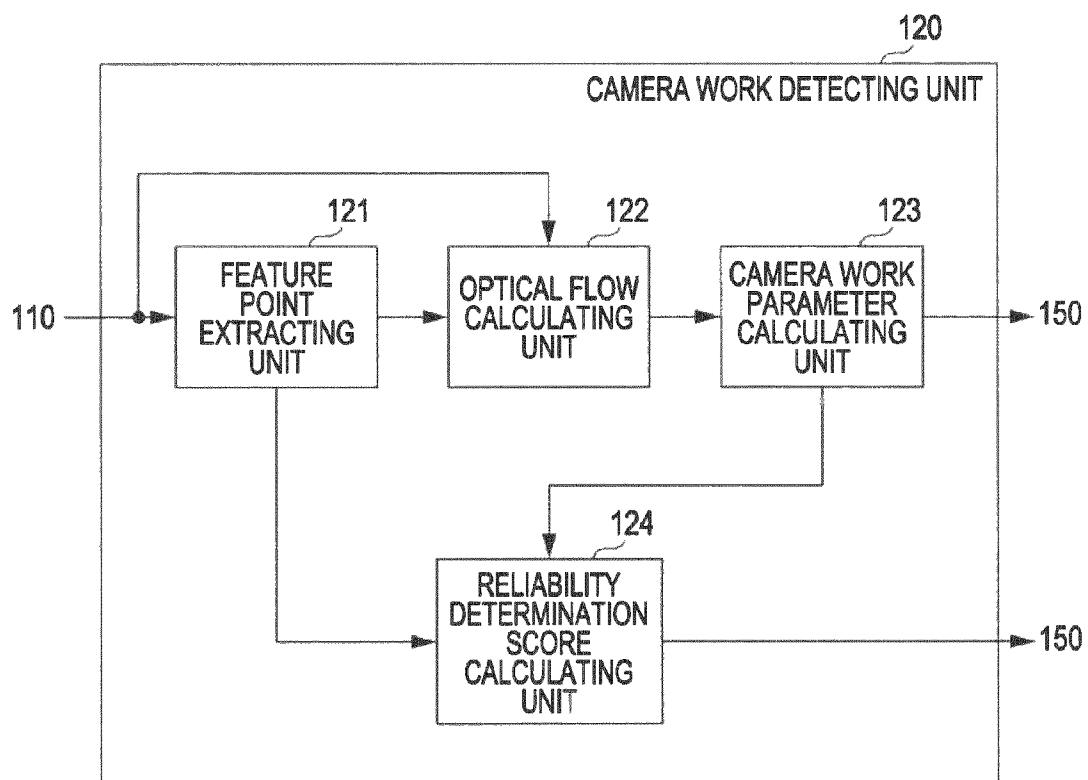 120
CAMERA WORK DETECTING UNIT
121
122
123
FEATURE
POINT
EXTRACTING
UNIT
OPTICAL FLOW
CALCULATING
UNIT
CAMERA WORK
PARAMETER
CALCULATING
UNIT
110
150
124
RELIABILITY
DETERMINATION
SCORE
CALCULATING
UNIT
150